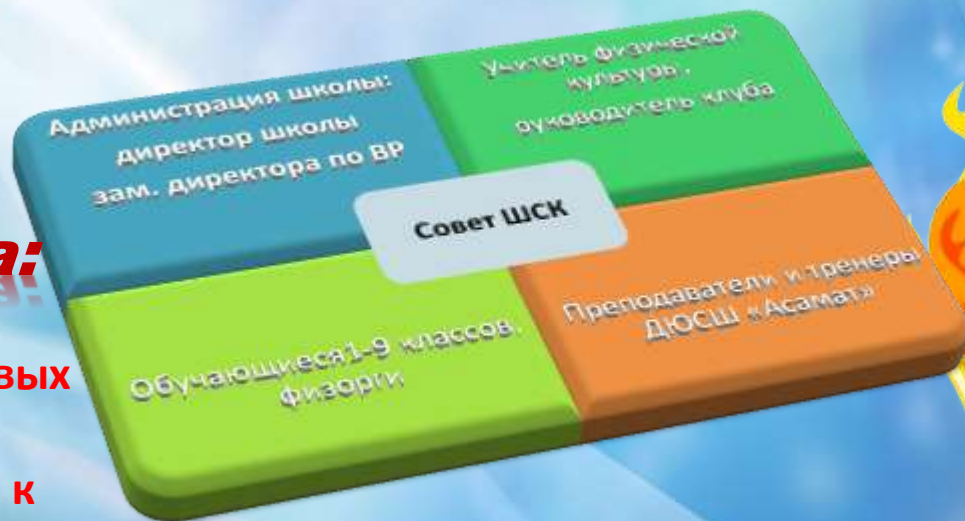 Администрация школы:
директор школы
зам. директора по ВР
Учитель физической
культуры,
руководитель клуба
Совет ШСК
Обучающиеся1-9 классов,
физорги
Преподаватели и тренеры
ДЮСШ «Асамат»
к